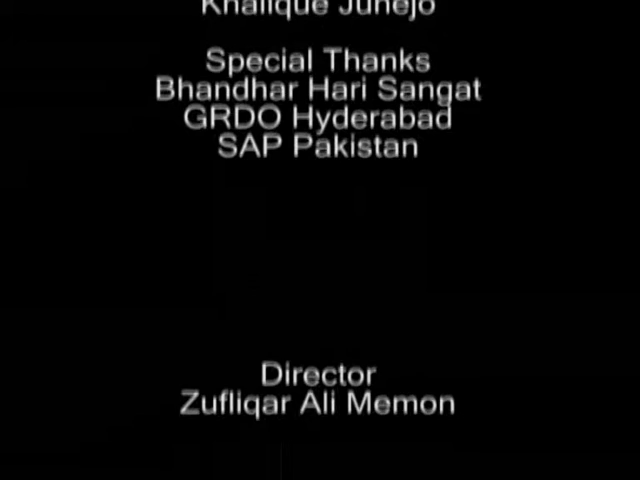 Khalique Junejo
Special Thanks
Bhandhar Hari Sangat
GRDO Hyderabad
SAP Pakistan
Director
Zufliqar Ali Memon